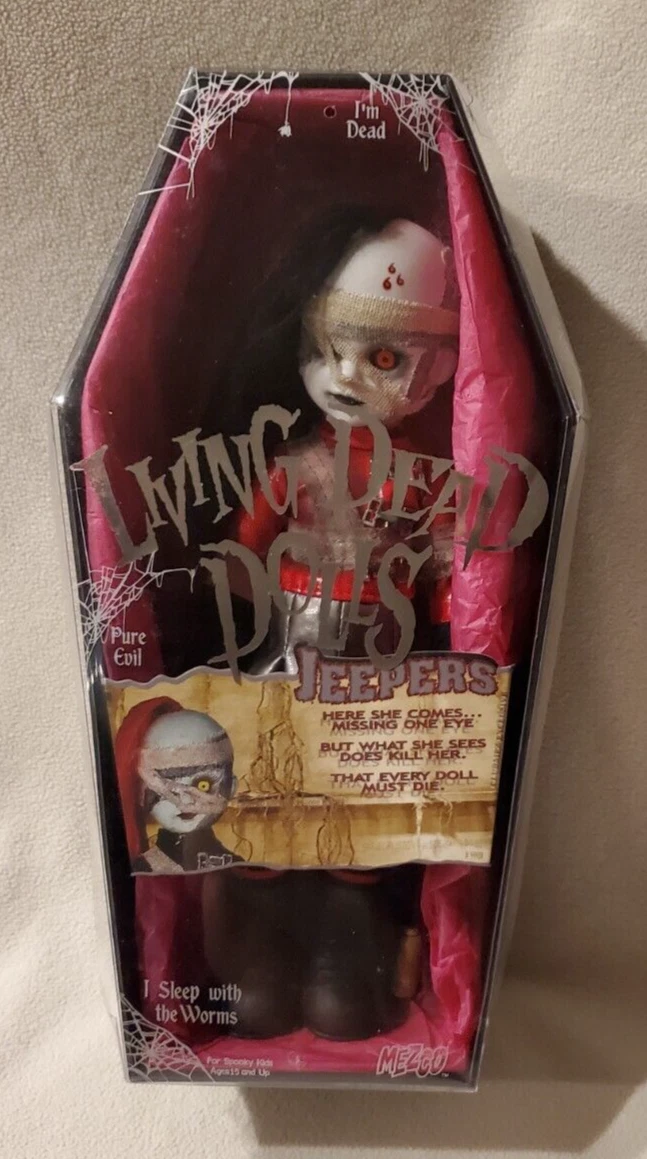 I'm
Dead
LIVING DEAD
DOLLS
Pure
Evil
JEEPERS
HERE SHE COMES...
MISSING ONE EYE
BUT WHAT SHE SEES
DOES KILL HER.
THAT EVERY DOLL
MUST DIE.
I Sleep with
the Worms
For Spooky Kids
Ages 15 and Up
MEZCO™